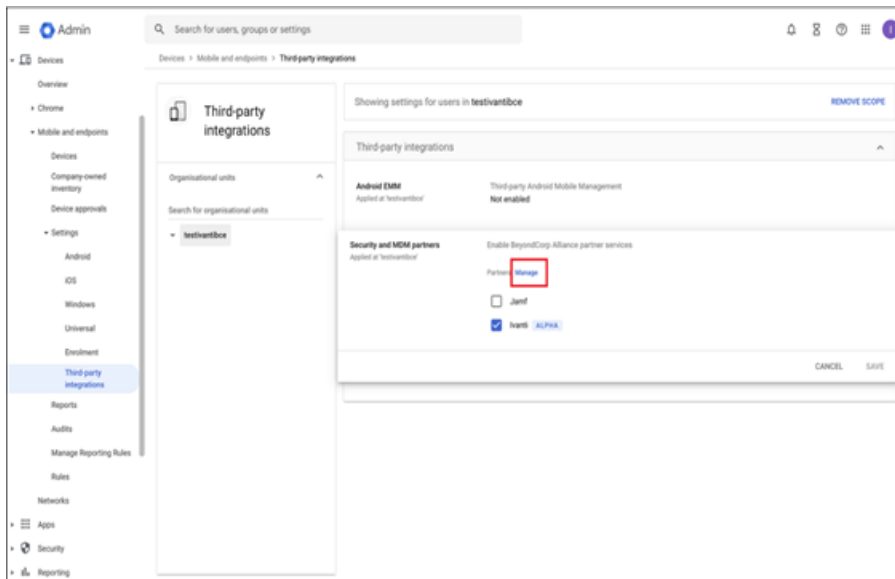 Admin
Search for users, groups or settings
I
Devices
Overview
Chrome
Mobile and endpoints
Devices
Company-owned
inventory
Device approvals
Settings
Android
iOS
Windows
Universal
Enrolment
Third-party
integrations
Reports
Audits
Manage Reporting Rules
Rules
Networks
Apps
Security
Reporting
Devices > Mobile and endpoints > Third-party integrations
Third-party
integrations
Organisational units
Search for organisational units
testivantibce
Showing settings for users in testivantibce
REMOVE SCOPE
Third-party integrations
Android EMM
Applied at 'testivantibce'
Third-party Android Mobile Management
Not enabled
Security and MDM partners
Applied at 'testivantibce'
Enable BeyondCorp Alliance partner services
Partners Manage
Jamf
Ivanti ALPHA
CANCEL SAVE